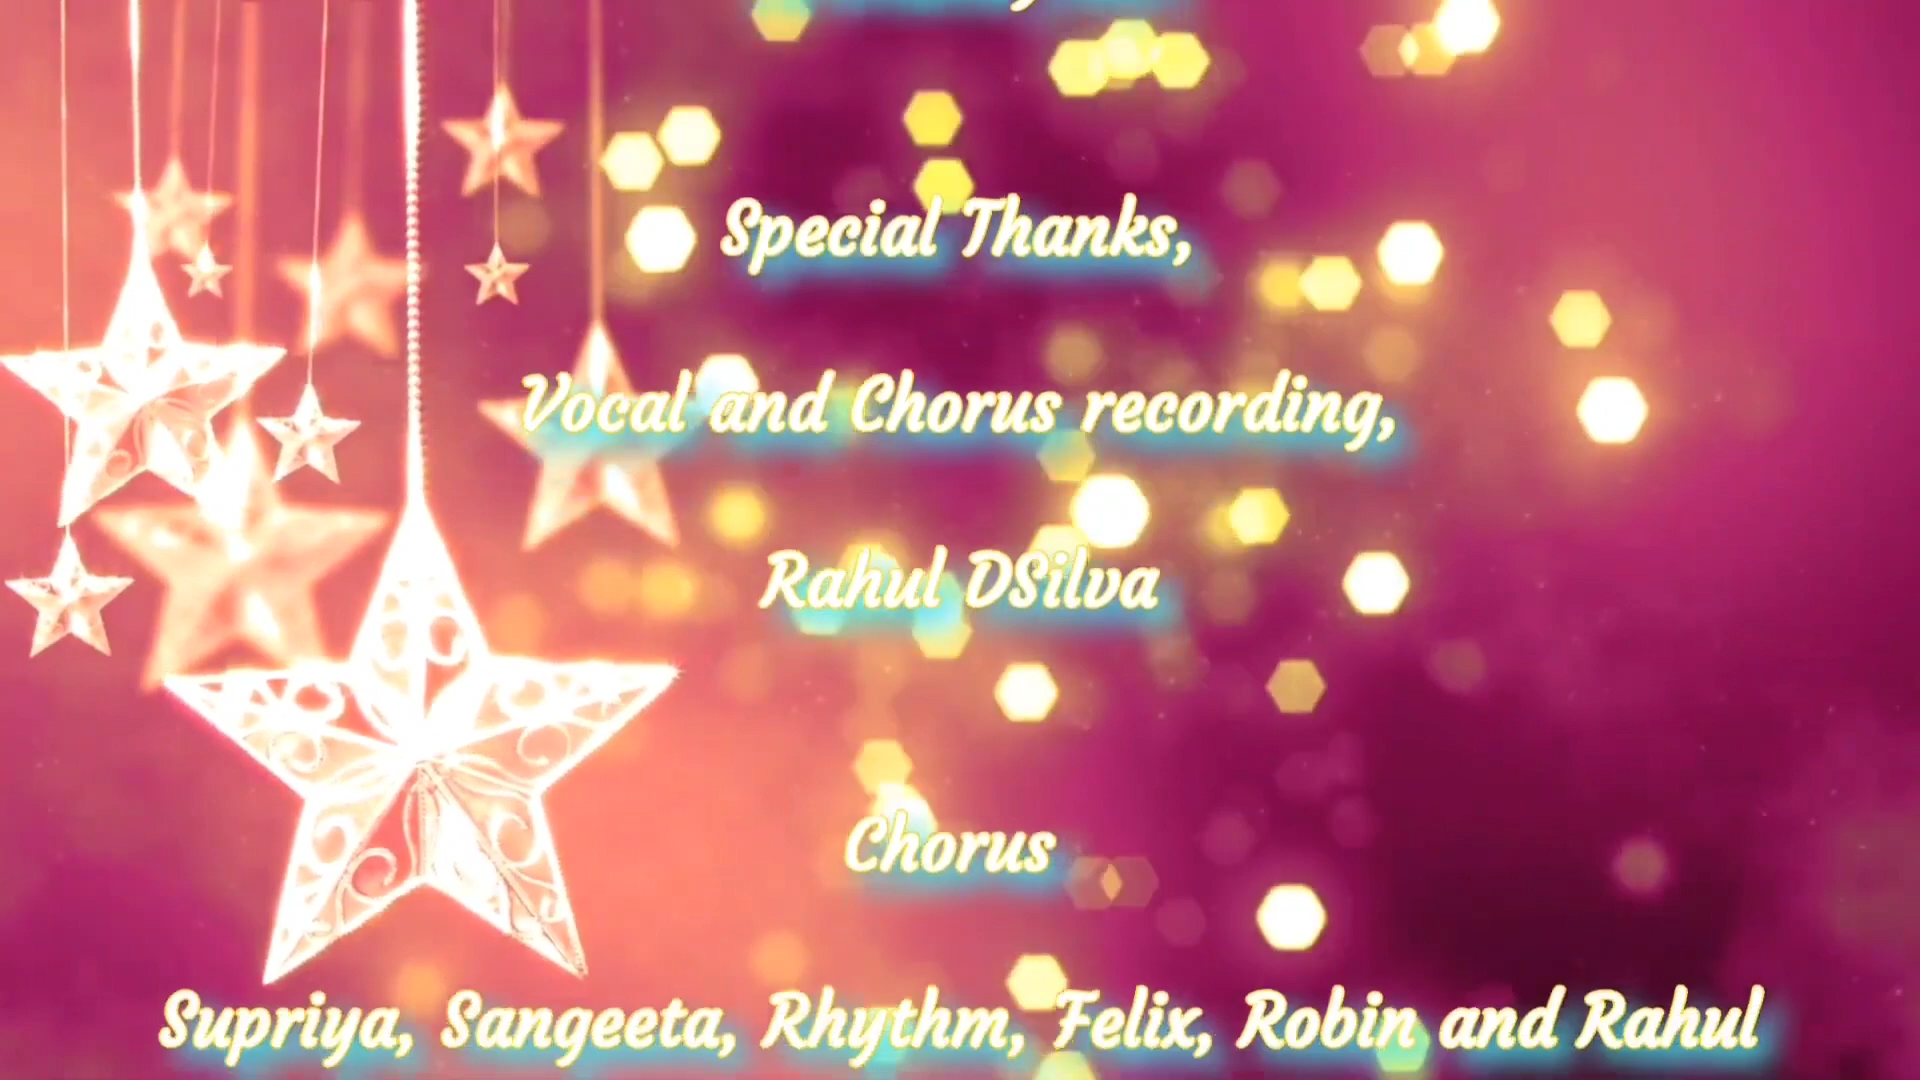 Special Thanks,
Vocal and Chorus recording,
Rahul DSilva
Chorus
Supriya, Sangeeta, Rhythm, Felix, Robin and Rahul